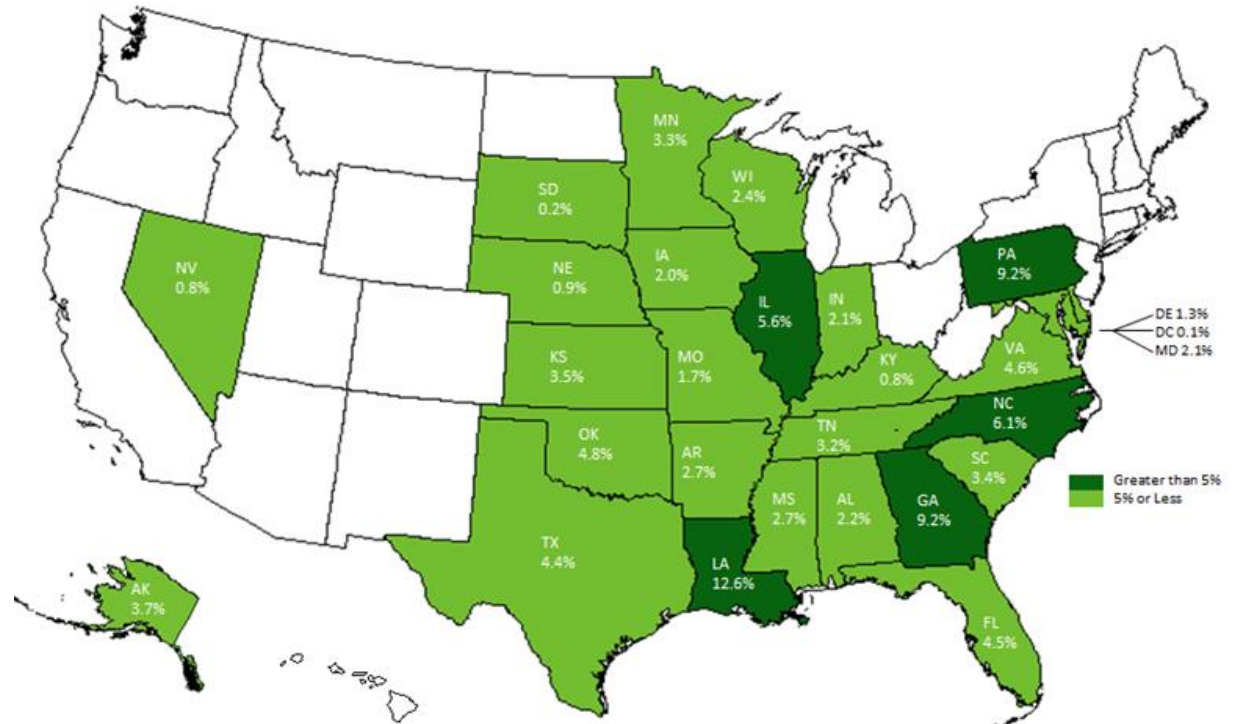 MN
3.3%
WI
2.4%
SD
0.2%
NV
0.8%
NE
0.9%
IA
2.0%
PA
9.2%
IL
5.6%
IN
2.1%
DE 1.3%
DC 0.1%
MD 2.1%
KS
3.5%
MO
1.7%
KY
0.8%
VA
4.6%
NC
6.1%
TN
3.2%
OK
4.8%
AR
2.7%
SC
3.4%
Greater than 5%
5% or Less
MS
2.7%
AL
2.2%
GA
9.2%
TX
4.4%
LA
12.6%
AK
3.7%
FL
4.5%